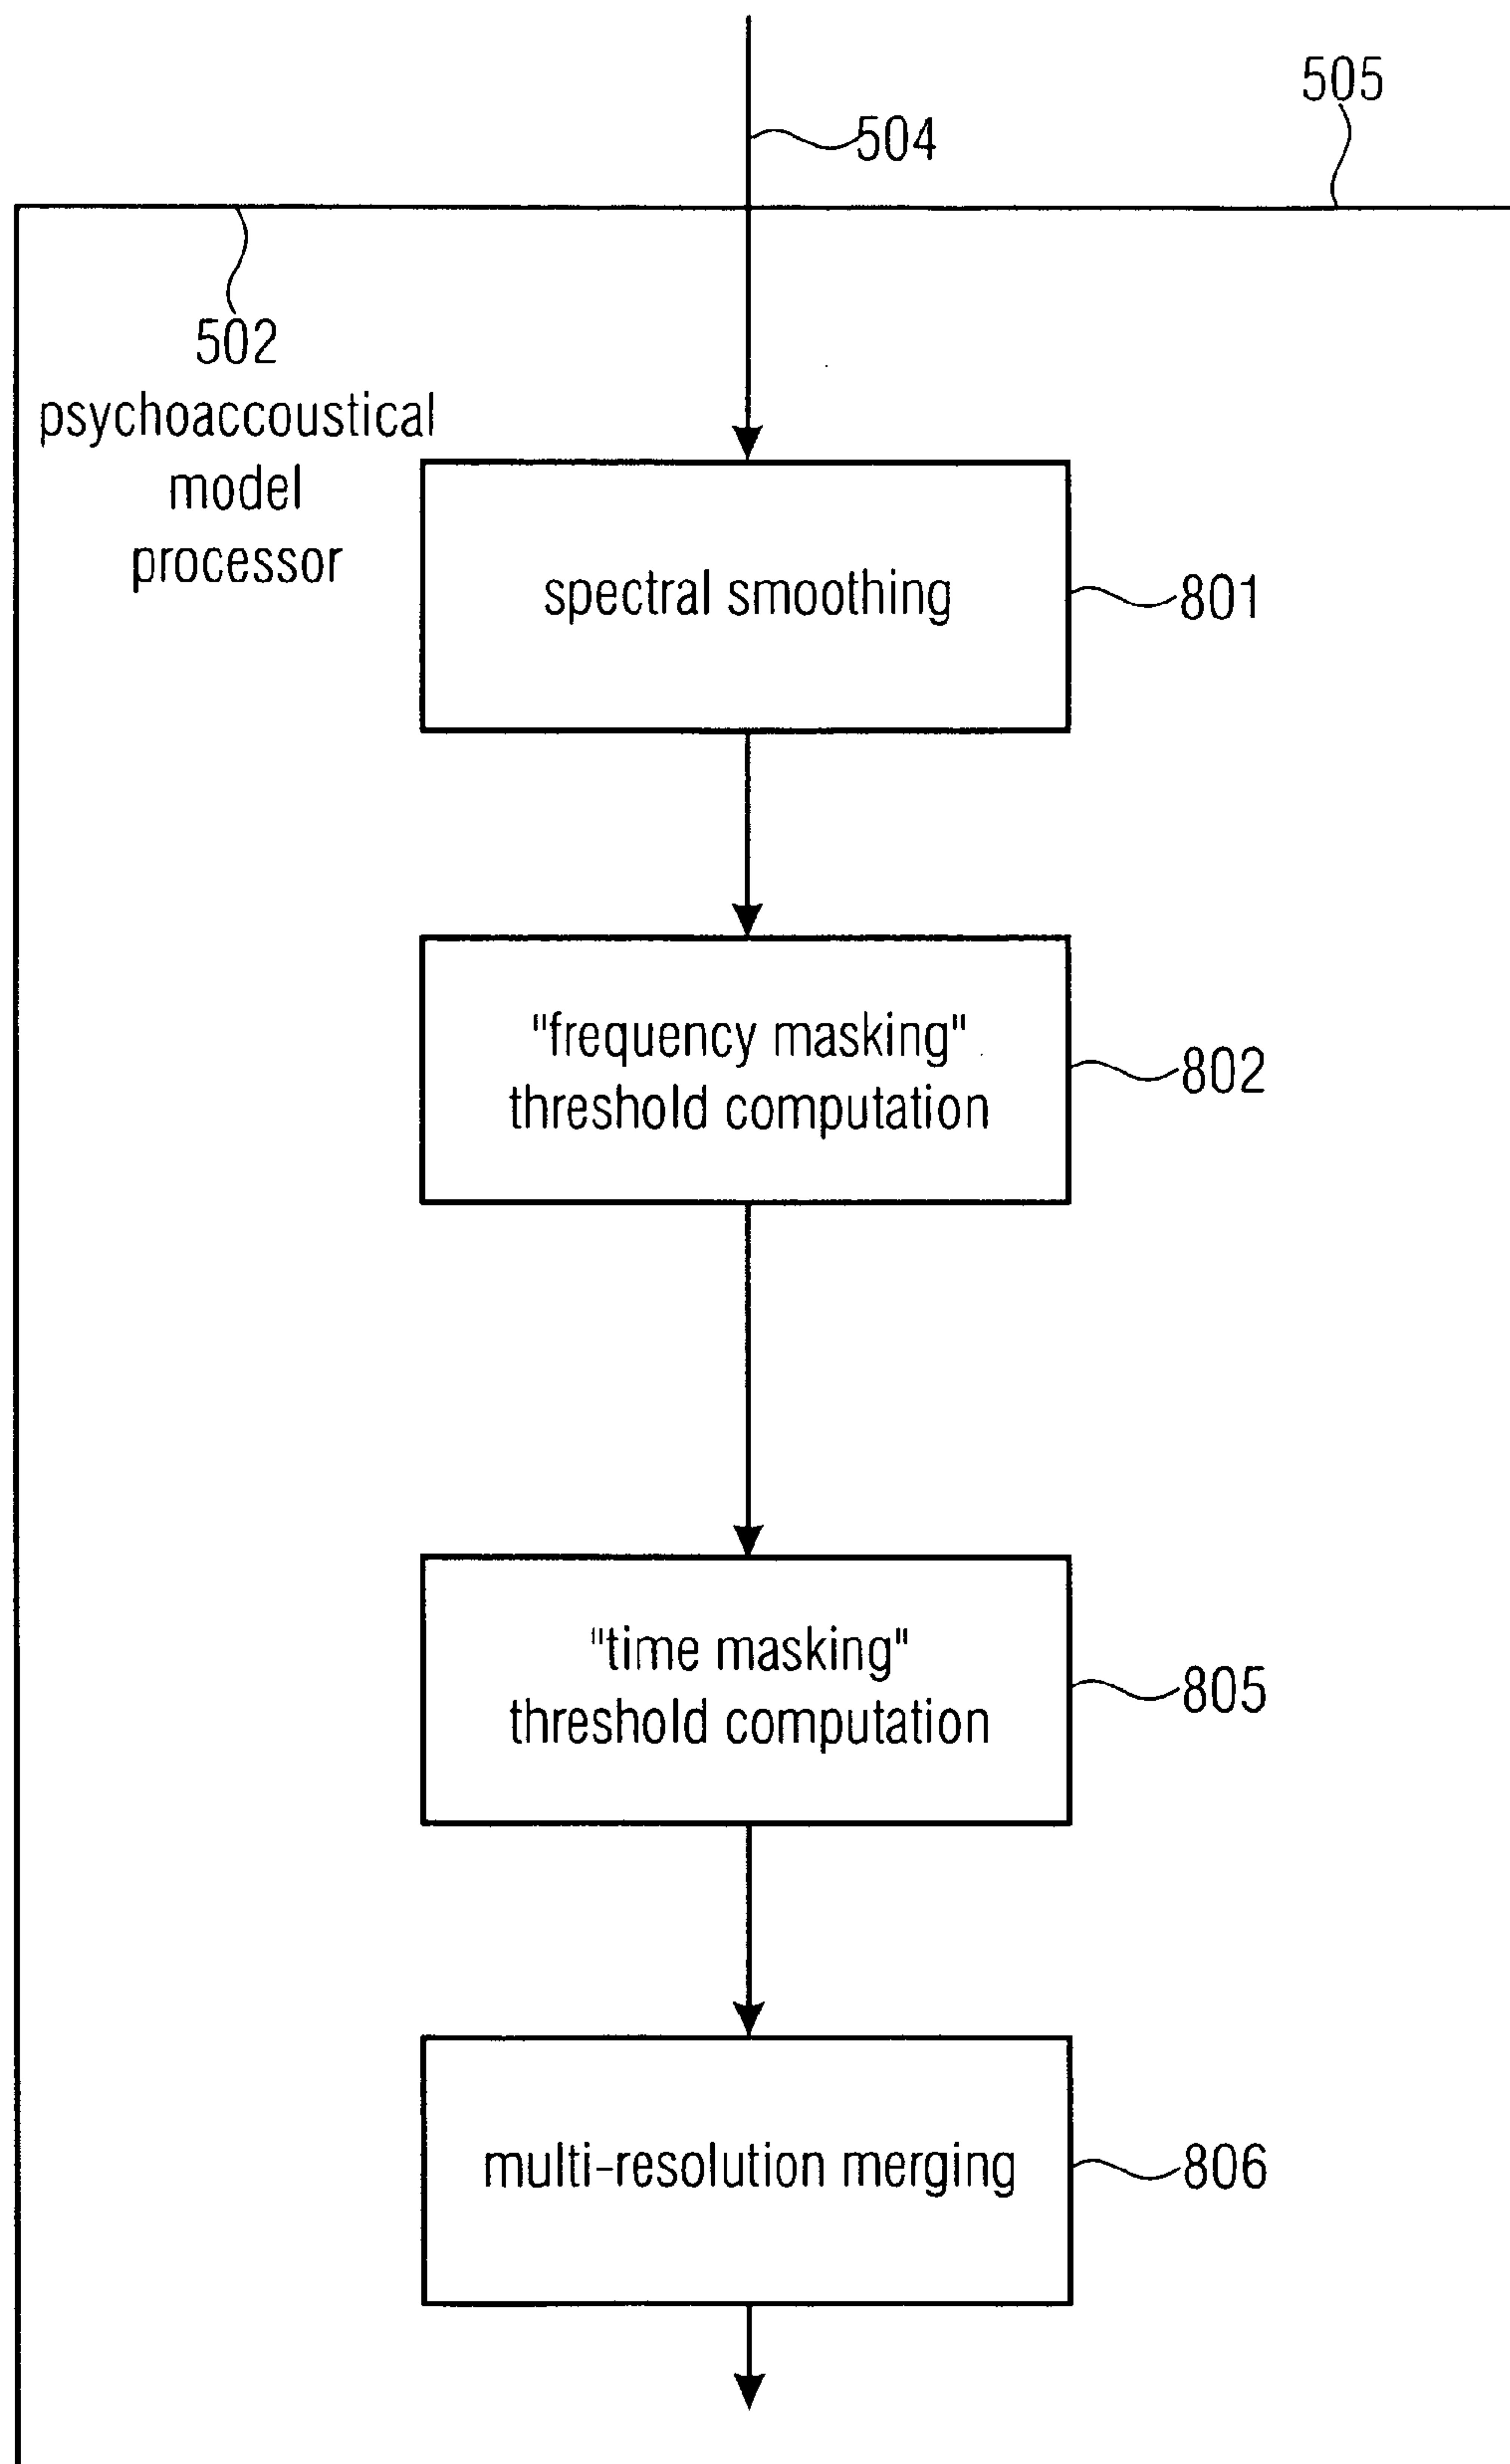 505
504
502
psychoaccoustical
model
processor
spectral smoothing
801
"frequency masking"
threshold computation
802
"time masking"
threshold computation
805
multi-resolution merging
806